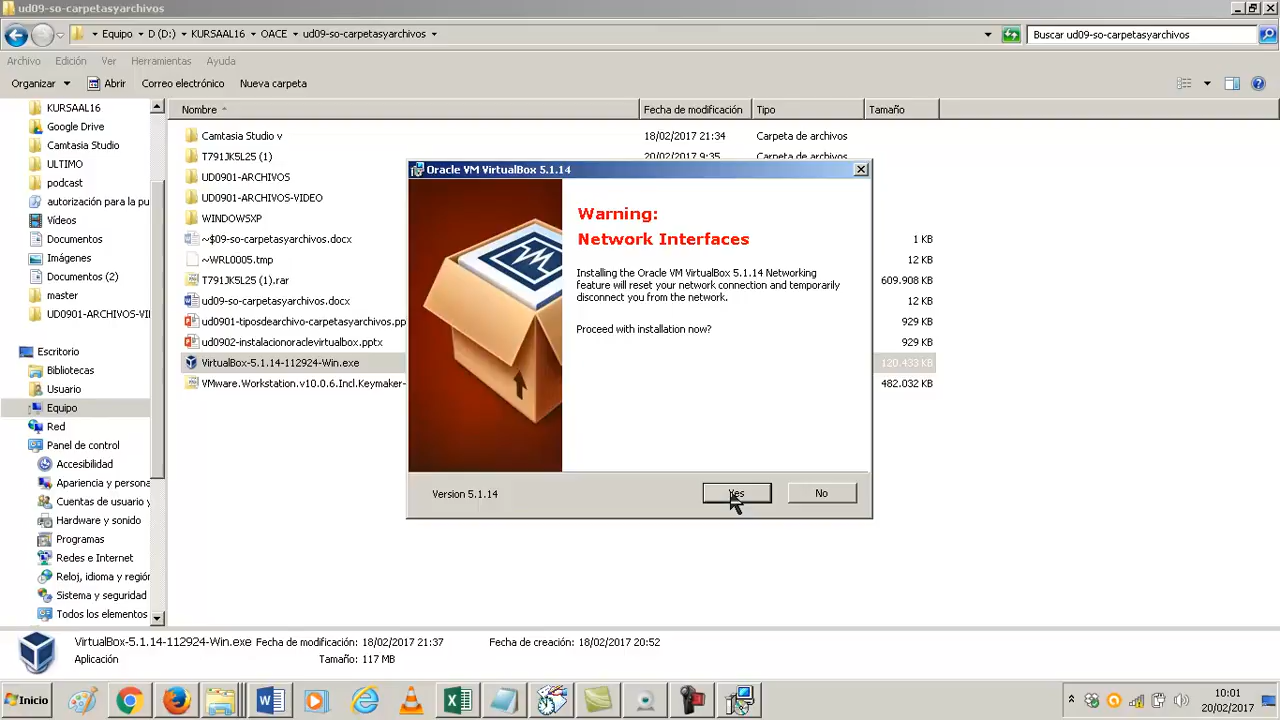 ud09-so-carpetasyarchivos
Equipo ▸ D (D:) ▸ KURSAAL16 ▸ OACE ▸ ud09-so-carpetasyarchivos
Buscar ud09-so-carpetasyarchivos
Archivo Edición Ver Herramientas Ayuda
Organizar Abrir Correo electrónico Nueva carpeta
KURSAAL16
Google Drive
Camtasia Studio
ULTIMO
podcast
autorización para la pu
Vídeos
Documentos
Imágenes
Documentos (2)
master
UD0901-ARCHIVOS-VI
Escritorio
Bibliotecas
Usuario
Equipo
Red
Panel de control
Accesibilidad
Apariencia y persona
Cuentas de usuario y
Hardware y sonido
Programas
Redes e Internet
Reloj, idioma y regió
Sistema y seguridad
Todos los elementos
Nombre Fecha de modificación Tipo Tamaño
Camtasia Studio v 18/02/2017 21:34 Carpeta de archivos
T791JK5L25 (1) 20/02/2017 9:35 Carpeta de archivos
UD0901-ARCHIVOS
UD0901-ARCHIVOS-VIDEO
WINDOWSXP
~$09-so-carpetasyarchivos.docx 1 KB
~WRL0005.tmp 12 KB
T791JK5L25 (1).rar 609.908 KB
ud09-so-carpetasyarchivos.docx 12 KB
ud0901-tiposdearchivo-carpetasyarchivos.pp 929 KB
ud0902-instalacionoraclevirtualbox.pptx 929 KB
VirtualBox-5.1.14-112924-Win.exe 120.433 KB
VMware.Workstation.v10.0.6.Incl.Keymaker- 482.032 KB
Oracle VM VirtualBox 5.1.14
Warning:
Network Interfaces
Installing the Oracle VM VirtualBox 5.1.14 Networking
feature will reset your network connection and temporarily
disconnect you from the network.
Proceed with installation now?
Version 5.1.14 Yes No
VirtualBox-5.1.14-112924-Win.exe Fecha de modificación: 18/02/2017 21:37 Fecha de creación: 18/02/2017 20:52
Aplicación Tamaño: 117 MB
Inicio
10:01
20/02/2017